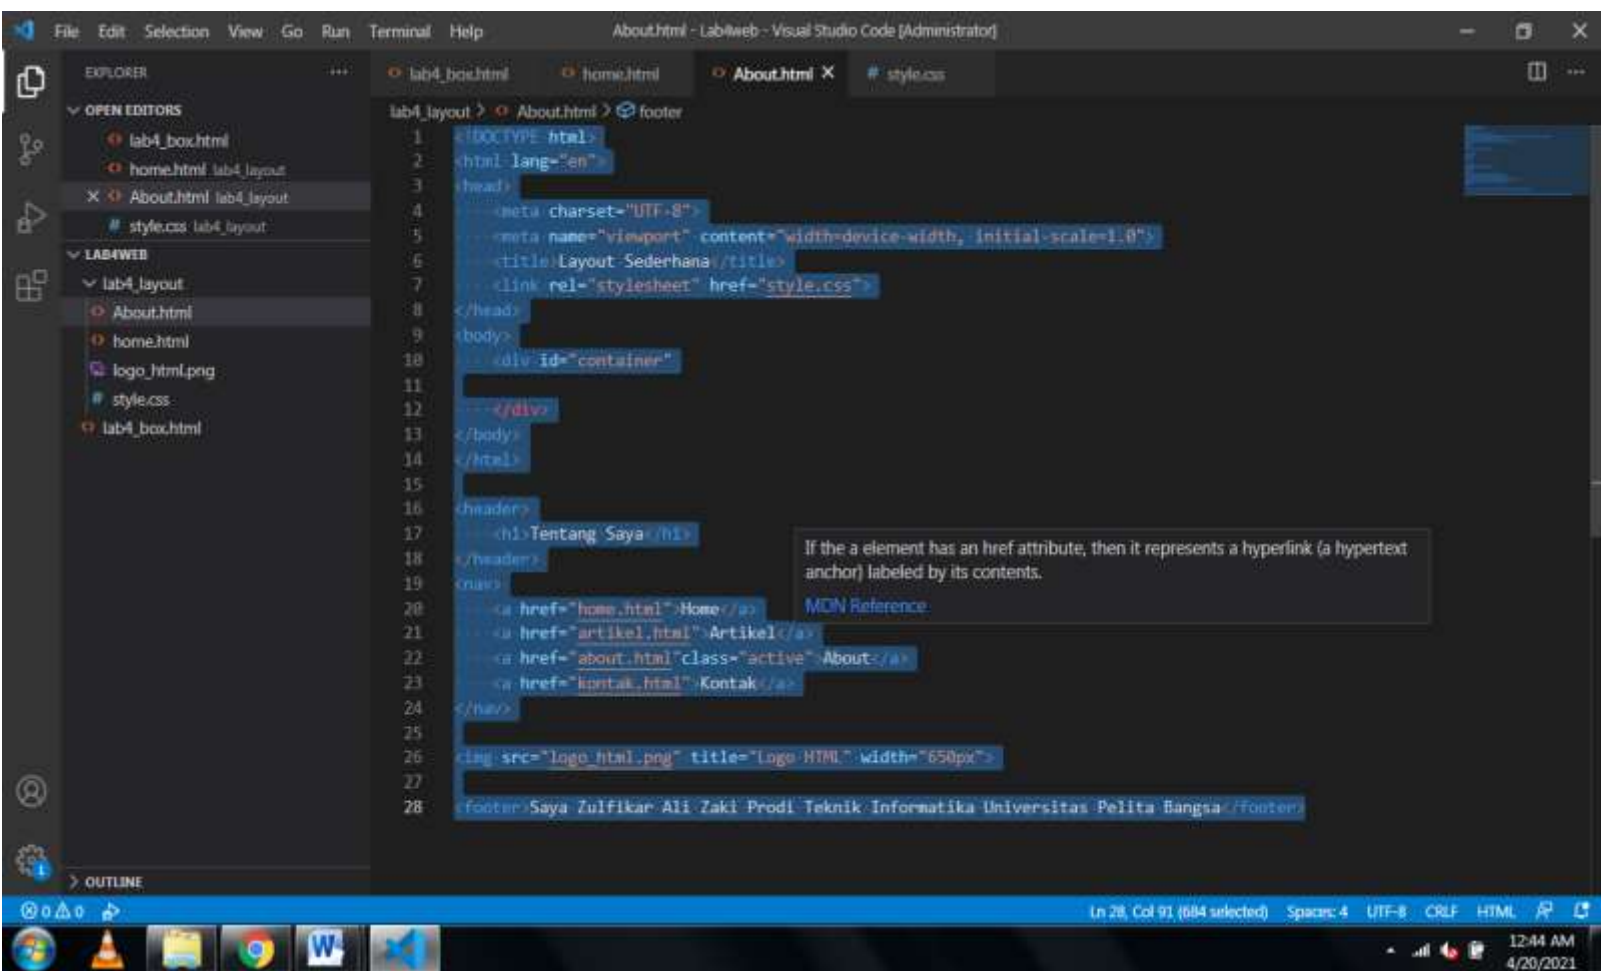 File Edit Selection View Go Run Terminal Help About.html - Lab4web - Visual Studio Code [Administrator]
EXPLORER
lab4_box.html home.html About.html style.css
OPEN EDITORS
lab4_box.html
home.html lab4_layout
About.html lab4_layout
style.css lab4_layout
LAB4WEB
lab4_layout
About.html
home.html
logo_html.png
style.css
lab4_box.html
OUTLINE
lab4_layout > About.html > footer
1 <!DOCTYPE html>
2 <html lang="en">
3 <head>
4 <meta charset="UTF-8">
5 <meta name="viewport" content="width=device-width, initial-scale=1.0">
6 <title>Layout Sederhana</title>
7 <link rel="stylesheet" href="style.css">
8 </head>
9 <body>
10 <div id="container"
11
12 </div>
13 </body>
14 </html>
15
16 <header>
17 <h1>Tentang Saya</h1>
18 </header>
19 <nav>
20 <a href="home.html">Home</a>
21 <a href="artikel.html">Artikel</a>
22 <a href="about.html"class="active">About</a>
23 <a href="kontak.html">Kontak</a>
24 </nav>
25
26 <img src="logo_html.png" title="Logo HTML" width="650px">
27
28 <footer>Saya Zulfikar Ali Zaki Prodi Teknik Informatika Universitas Pelita Bangsa</footer>
If the a element has an href attribute, then it represents a hyperlink (a hypertext
anchor) labeled by its contents.
MDN Reference
1
0 0 Ln 28, Col 91 (684 selected) Spaces: 4 UTF-8 CRLF HTML
W
12:44 AM
4/20/2021